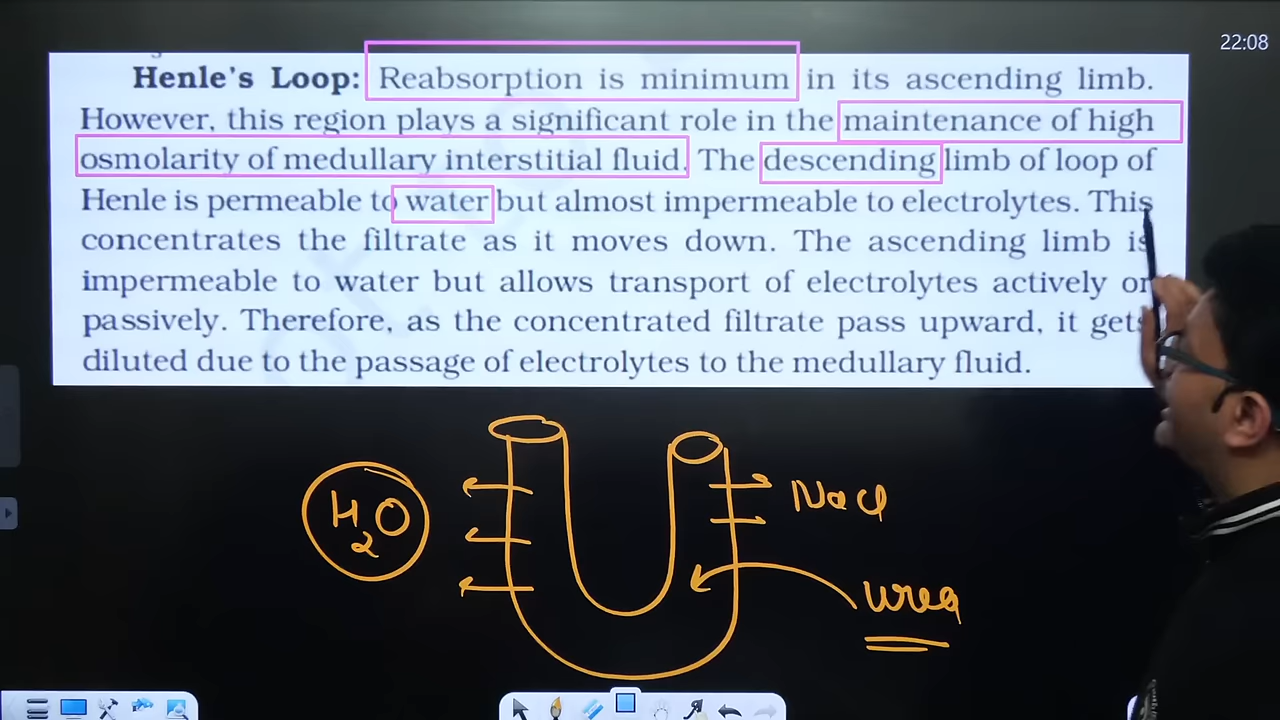 22:08
Henle's Loop: Reabsorption is minimum in its ascending limb.
However, this region plays a significant role in the maintenance of high
osmolarity of medullary interstitial fluid. The descending limb of loop of
Henle is permeable to water but almost impermeable to electrolytes. This
concentrates the filtrate as it moves down. The ascending limb is
impermeable to water but allows transport of electrolytes actively or
passively. Therefore, as the concentrated filtrate pass upward, it gets
diluted due to the passage of electrolytes to the medullary fluid.
H2O
NaCl
Urea